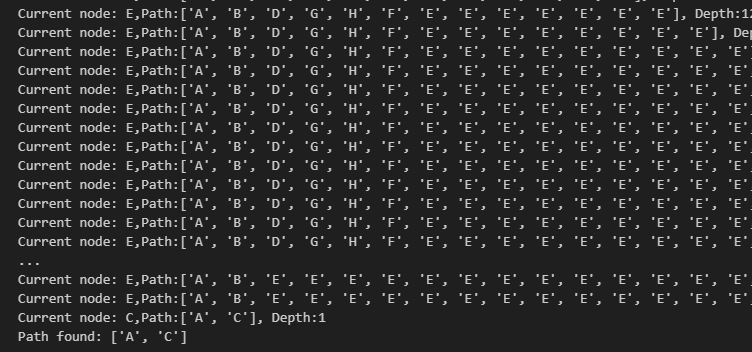 Current node: E,Path:['A', 'B', 'D', 'G', 'H', 'F', 'E', 'E', 'E', 'E', 'E', 'E', 'E'], Depth:12
Current node: E,Path:['A', 'B', 'D', 'G', 'H', 'F', 'E', 'E', 'E', 'E', 'E', 'E', 'E', 'E'], Dep
Current node: E,Path:['A', 'B', 'D', 'G', 'H', 'F', 'E', 'E', 'E', 'E', 'E', 'E', 'E', 'E', 'E'
Current node: E,Path:['A', 'B', 'D', 'G', 'H', 'F', 'E', 'E', 'E', 'E', 'E', 'E', 'E', 'E', 'E'
Current node: E,Path:['A', 'B', 'D', 'G', 'H', 'F', 'E', 'E', 'E', 'E', 'E', 'E', 'E', 'E', 'E'
Current node: E,Path:['A', 'B', 'D', 'G', 'H', 'F', 'E', 'E', 'E', 'E', 'E', 'E', 'E', 'E', 'E'
Current node: E,Path:['A', 'B', 'D', 'G', 'H', 'F', 'E', 'E', 'E', 'E', 'E', 'E', 'E', 'E', 'E'
Current node: E,Path:['A', 'B', 'D', 'G', 'H', 'F', 'E', 'E', 'E', 'E', 'E', 'E', 'E', 'E', 'E'
Current node: E,Path:['A', 'B', 'D', 'G', 'H', 'F', 'E', 'E', 'E', 'E', 'E', 'E', 'E', 'E', 'E'
Current node: E,Path:['A', 'B', 'D', 'G', 'H', 'F', 'E', 'E', 'E', 'E', 'E', 'E', 'E', 'E', 'E'
Current node: E,Path:['A', 'B', 'D', 'G', 'H', 'F', 'E', 'E', 'E', 'E', 'E', 'E', 'E', 'E', 'E'
Current node: E,Path:['A', 'B', 'D', 'G', 'H', 'F', 'E', 'E', 'E', 'E', 'E', 'E', 'E', 'E', 'E'
Current node: E,Path:['A', 'B', 'D', 'G', 'H', 'F', 'E', 'E', 'E', 'E', 'E', 'E', 'E', 'E', 'E'
...
Current node: E,Path:['A', 'B', 'E', 'E', 'E', 'E', 'E', 'E', 'E', 'E', 'E', 'E', 'E', 'E', 'E'
Current node: E,Path:['A', 'B', 'E', 'E', 'E', 'E', 'E', 'E', 'E', 'E', 'E', 'E', 'E', 'E', 'E'
Current node: C,Path:['A', 'C'], Depth:1
Path found: ['A', 'C']